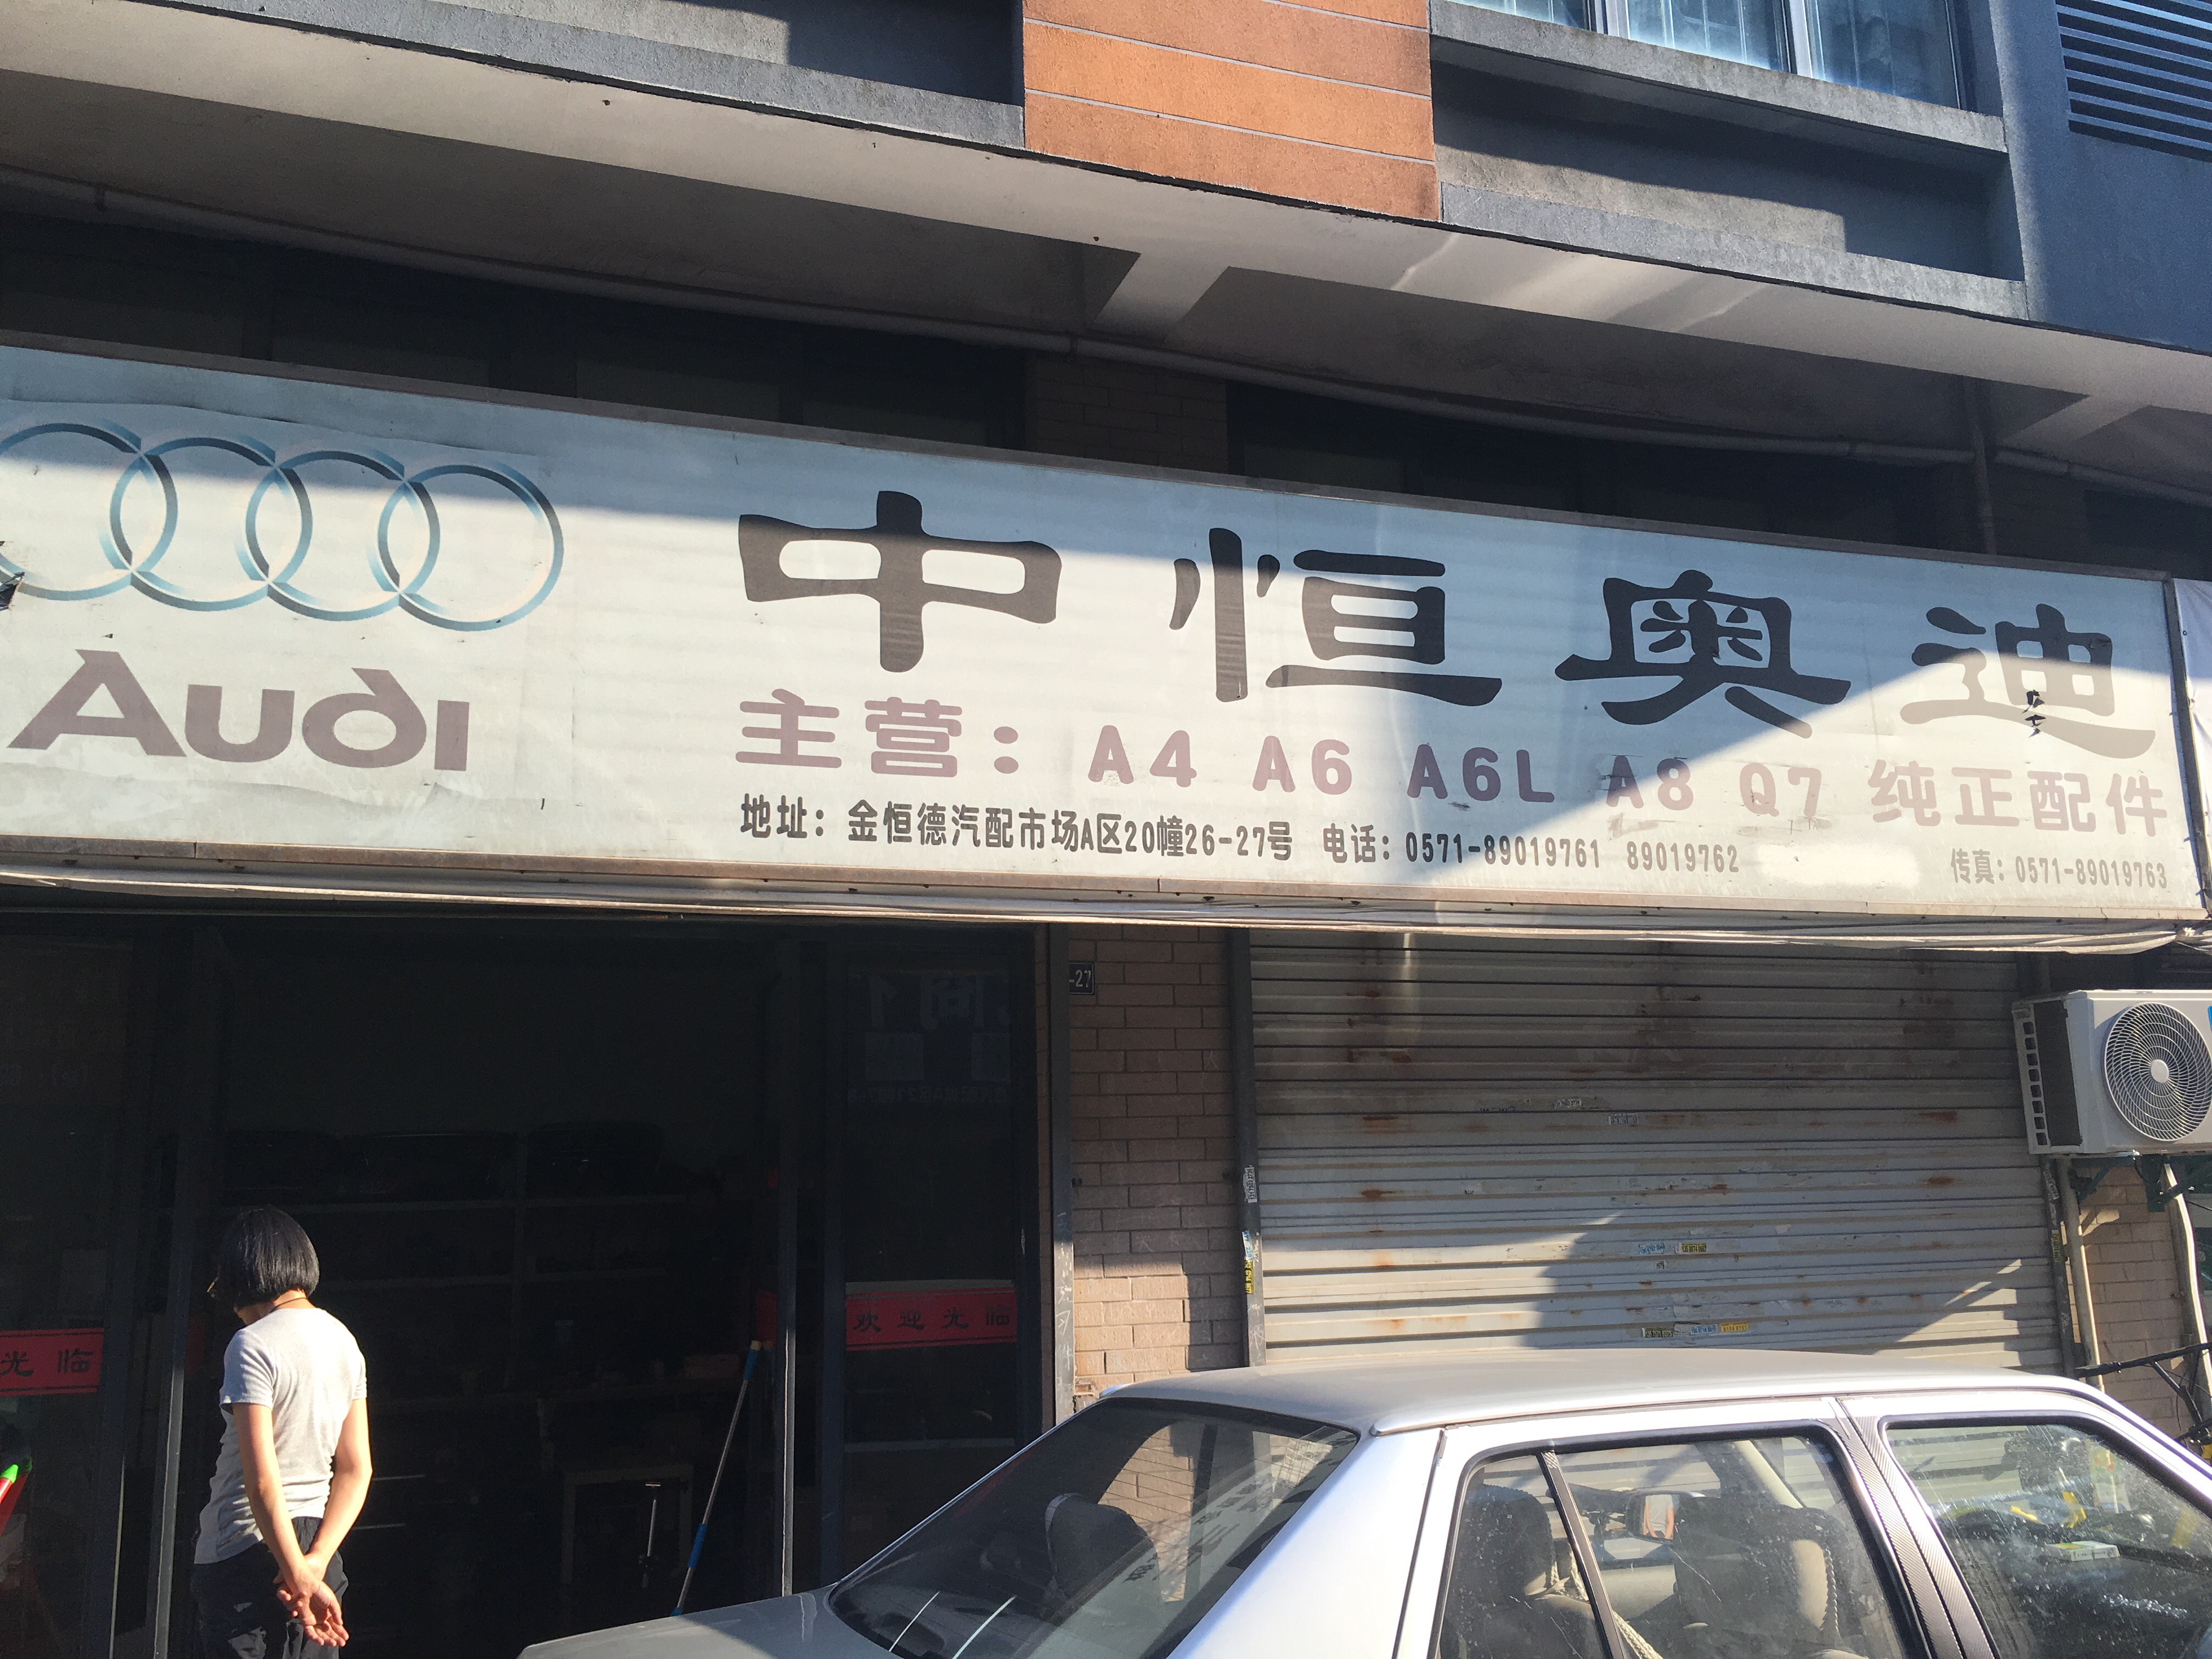 中恒奥迪
Audi
主营：A4 A6 A6L A8 Q7 纯正配件
地址：金恒德汽配市场A区20幢26-27号 电话：0571-89019761 89019762
传真：0571-89019763
-27
欢迎光临
光临